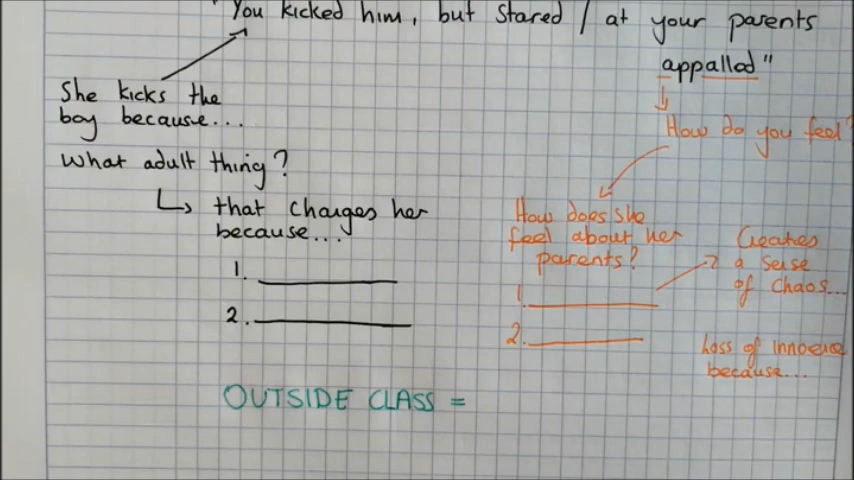 "You kicked him, but stared / at your parents
appalled"
She kicks the
boy because...
What adult thing?
that changes her
because...
1.
2.
How do you feel?
How does she
feel about her
parents?
1.
2.
Creates
a sense
of chaos...
Loss of innocence
because...
OUTSIDE CLASS =